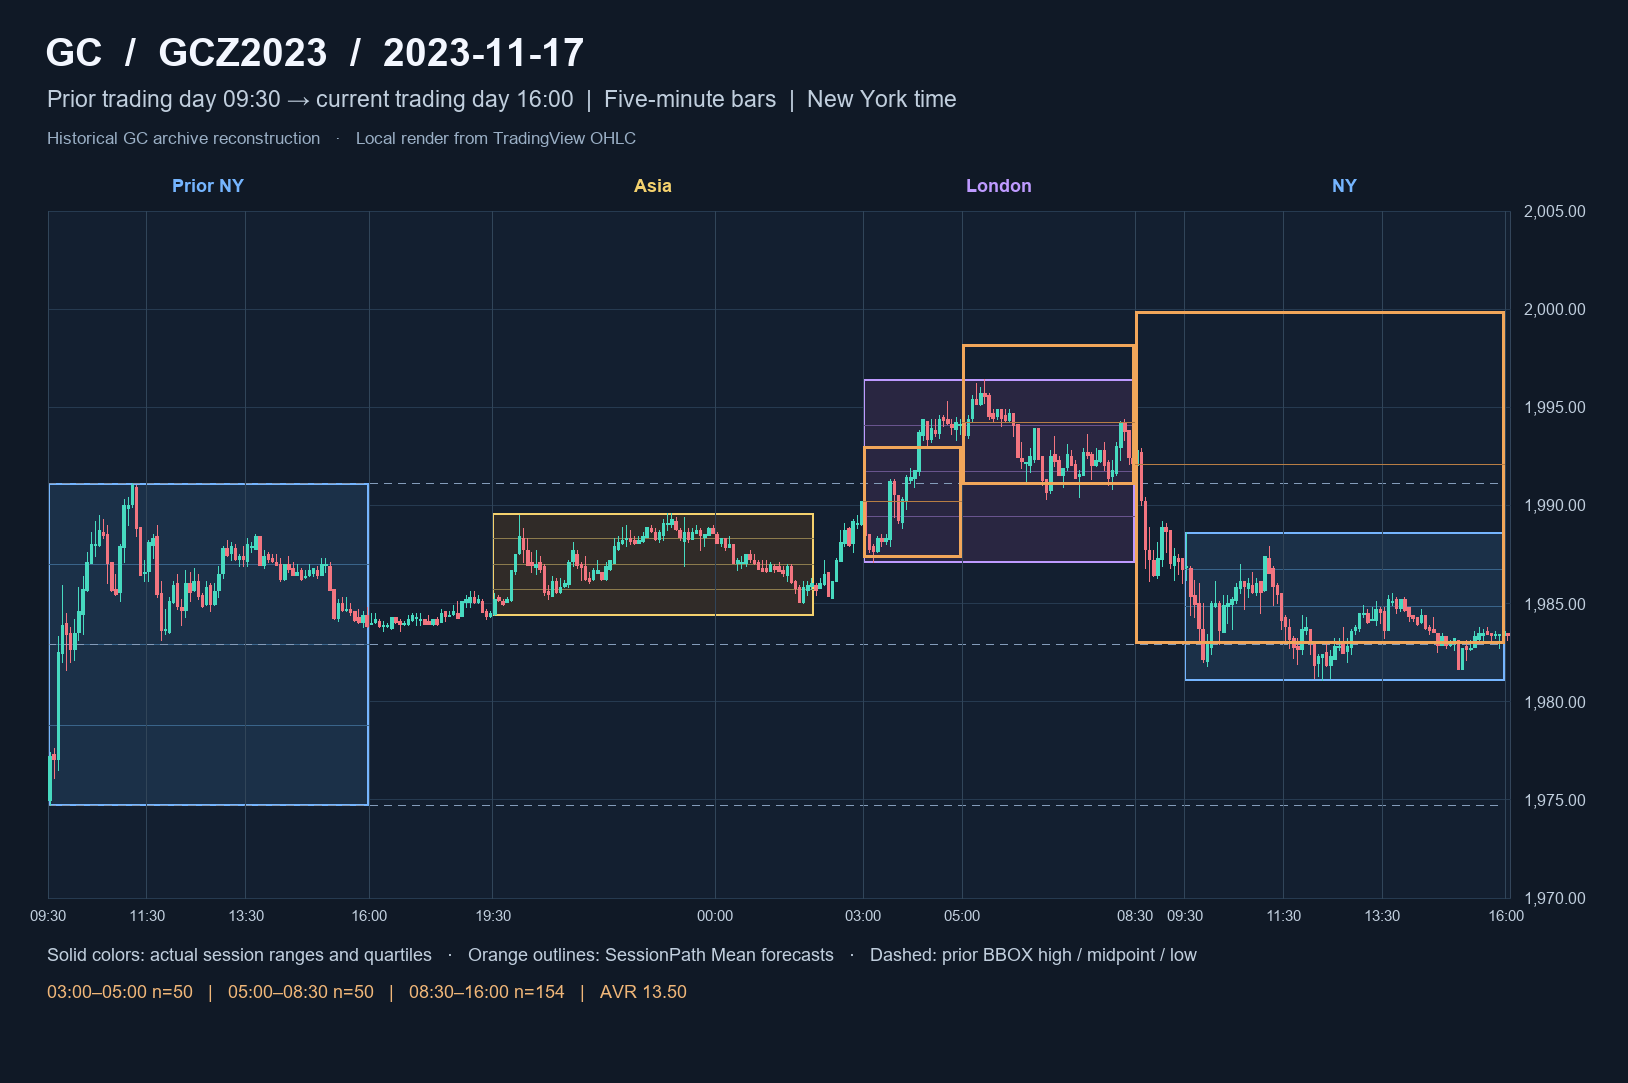 GC / GCZ2023 / 2023-11-17
Prior trading day 09:30 → current trading day 16:00 | Five-minute bars | New York time
Historical GC archive reconstruction · Local render from TradingView OHLC
Prior NY Asia London NY
2,005.00
2,000.00
1,995.00
1,990.00
1,985.00
1,980.00
1,975.00
1,970.00
09:30 11:30 13:30 16:00 19:30 00:00 03:00 05:00 08:30 09:30 11:30 13:30 16:00
Solid colors: actual session ranges and quartiles · Orange outlines: SessionPath Mean forecasts · Dashed: prior BBOX high / midpoint / low
03:00–05:00 n=50 | 05:00–08:30 n=50 | 08:30–16:00 n=154 | AVR 13.50